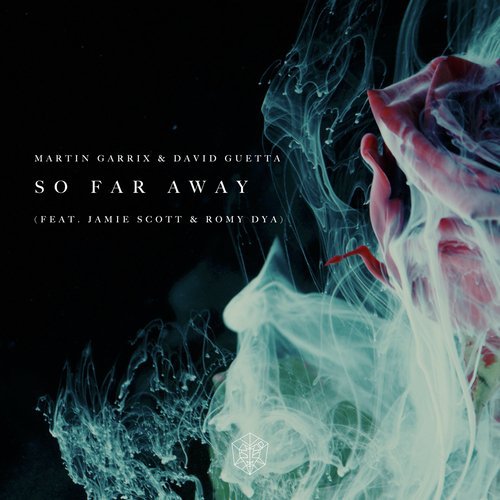 MARTIN GARRIX & DAVID GUETTA
SO FAR AWAY
(FEAT. JAMIE SCOTT & ROMY DYA)